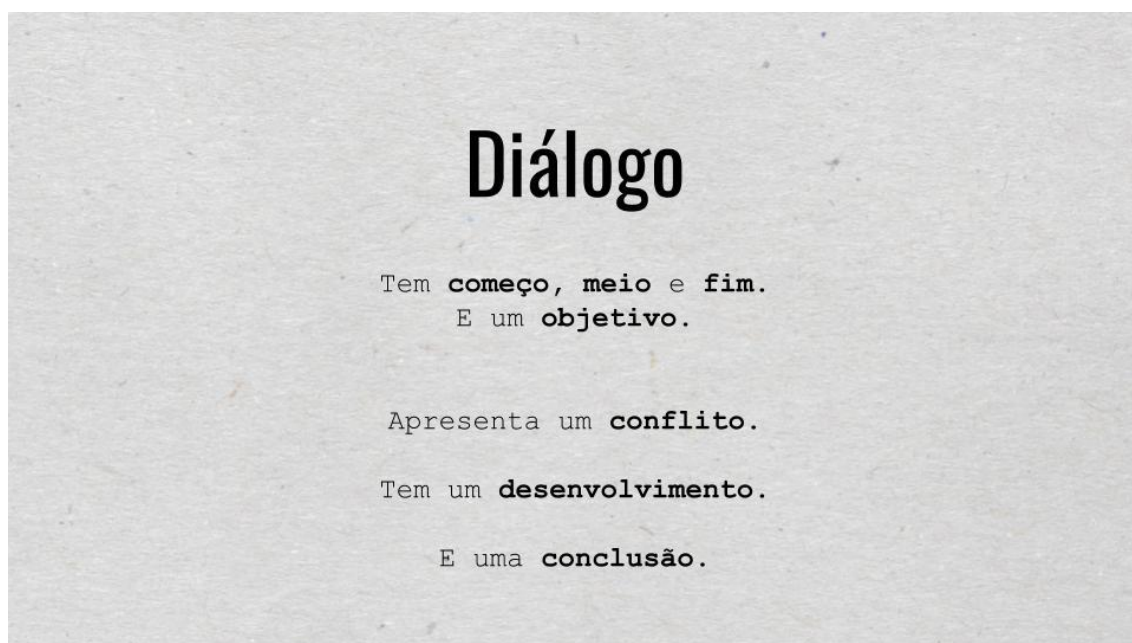 Diálogo
Tem começo, meio e fim.
E um objetivo.
Apresenta um conflito.
Tem um desenvolvimento.
E uma conclusão.